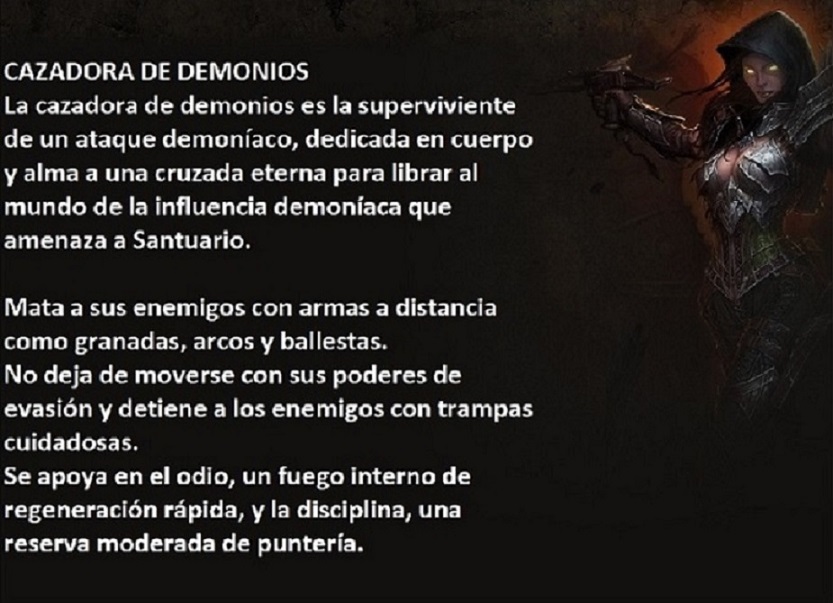 CAZADORA DE DEMONIOS
La cazadora de demonios es la superviviente
de un ataque demoníaco, dedicada en cuerpo
y alma a una cruzada eterna para librar al
mundo de la influencia demoníaca que
amenaza a Santuario.
Mata a sus enemigos con armas a distancia
como granadas, arcos y ballestas.
No deja de moverse con sus poderes de
evasión y detiene a los enemigos con trampas
cuidadosas.
Se apoya en el odio, un fuego interno de
regeneración rápida, y la disciplina, una
reserva moderada de puntería.